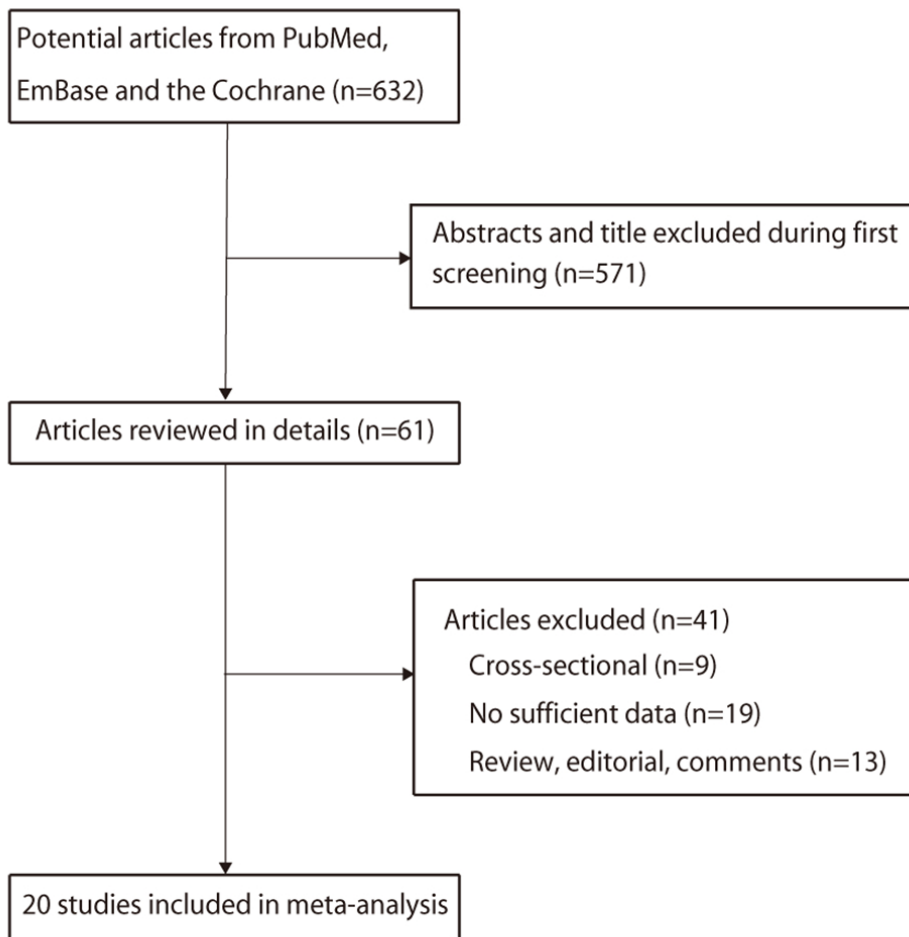 Potential articles from PubMed,
EmBase and the Cochrane (n=632)
Abstracts and title excluded during first
screening (n=571)
Articles reviewed in details (n=61)
Articles excluded (n=41)
Cross-sectional (n=9)
No sufficient data (n=19)
Review, editorial, comments (n=13)
20 studies included in meta-analysis